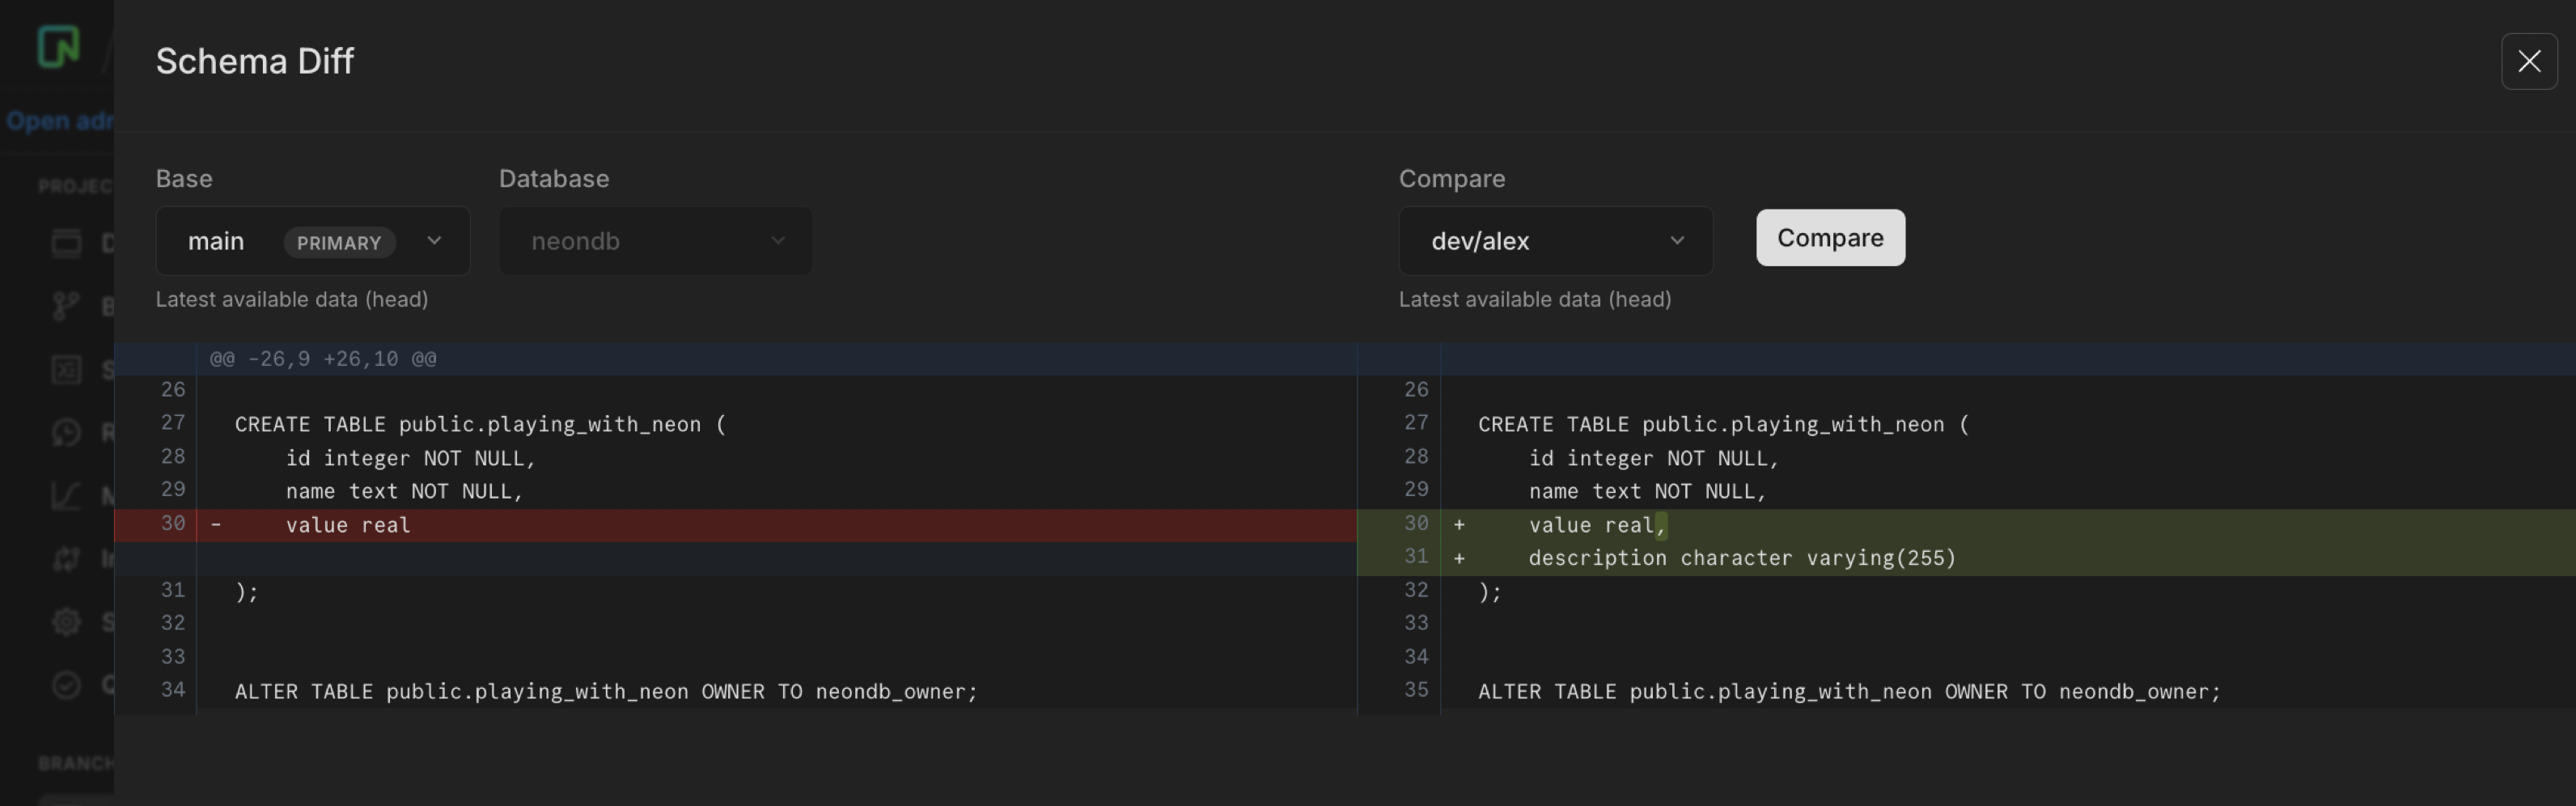 Schema Diff
Open adr
PROJEC
Base
Database
Compare
main PRIMARY
neondb
dev/alex
Compare
Latest available data (head)
Latest available data (head)
@@ -26,9 +26,10 @@
26
27 CREATE TABLE public.playing_with_neon (
28     id integer NOT NULL,
29     name text NOT NULL,
30 -     value real
31 );
32
33
34 ALTER TABLE public.playing_with_neon OWNER TO neondb_owner;
26
27 CREATE TABLE public.playing_with_neon (
28     id integer NOT NULL,
29     name text NOT NULL,
30 +     value real,
31 +     description character varying(255)
32 );
33
34
35 ALTER TABLE public.playing_with_neon OWNER TO neondb_owner;
BRANCH